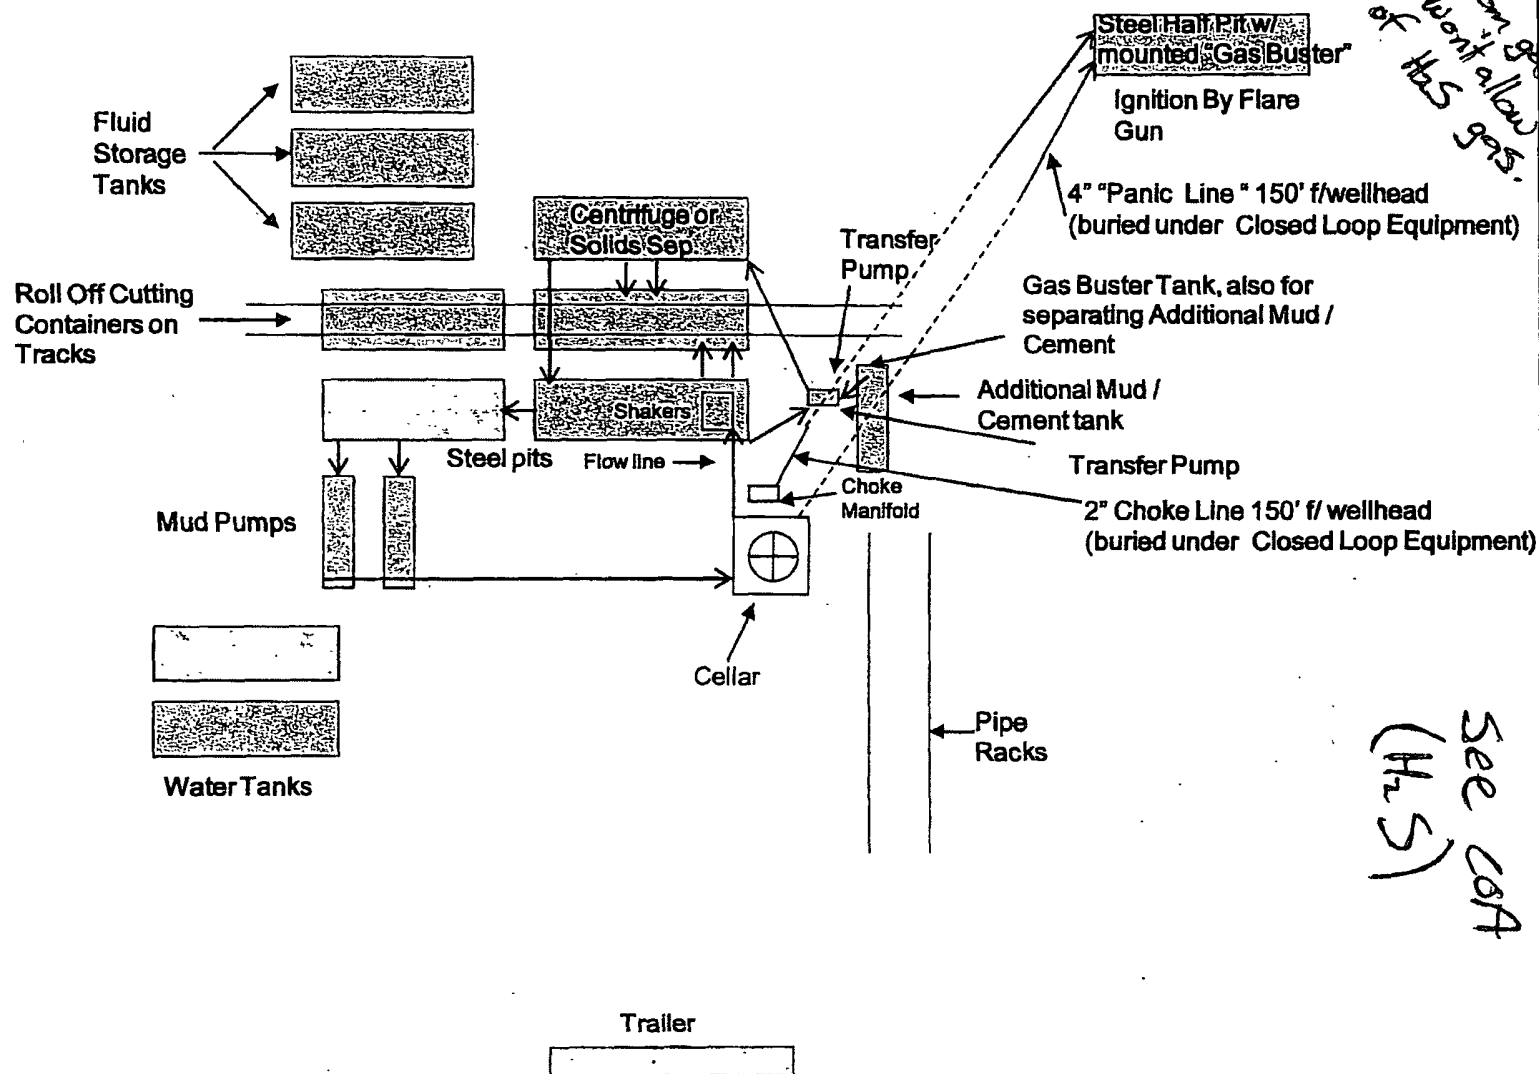 Steel Half Pit w/
mounted "Gas Buster"
Ignition By Flare
Gun
won't allow
of H2S gas.
Fluid
Storage
Tanks
4" "Panic Line" 150' f/wellhead
(buried under Closed Loop Equipment)
Centrifuge or
Solids Sep.
Transfer
Pump
Roll Off Cutting
Containers on
Tracks
Gas Buster Tank, also for
separating Additional Mud /
Cement
Shakers
Additional Mud /
Cement tank
Steel pits
Flow line
Transfer Pump
Choke
Manifold
Mud Pumps
2" Choke Line 150' f/ wellhead
(buried under Closed Loop Equipment)
Cellar
Pipe
Racks
Water Tanks
See COA
(H2S)
Trailer